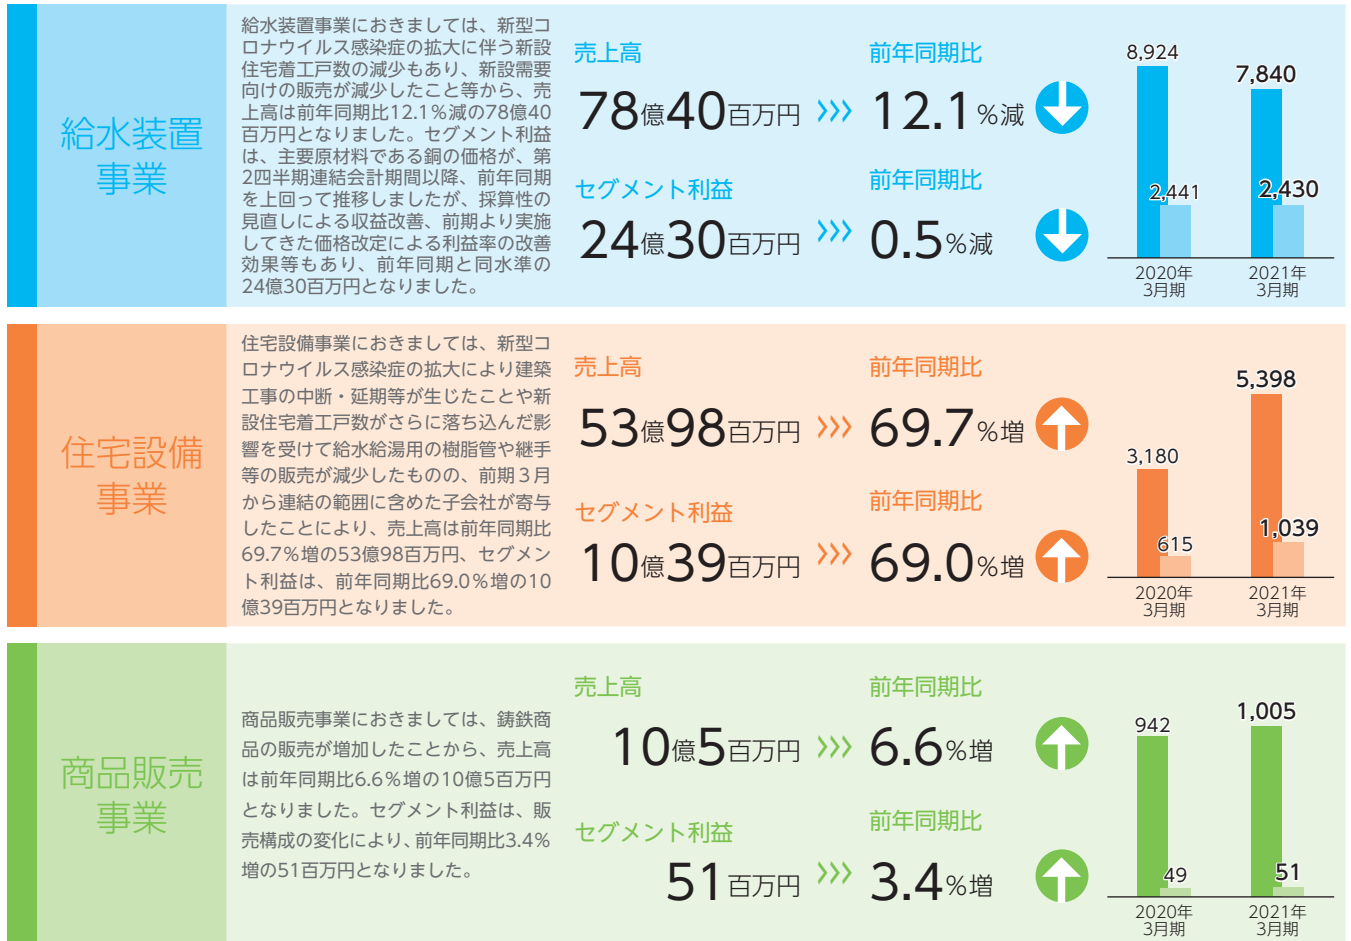 給水装置
事業
給水装置事業におきましては、新型コ
ロナウイルス感染症の拡大に伴う新設
住宅着工戸数の減少もあり、新設需要
向けの販売が減少したこと等から、売
上高は前年同期比12.1％減の78億40
百万円となりました。セグメント利益
は、主要原材料である銅の価格が、第
2四半期連結会計期間以降、前年同期
を上回って推移しましたが、採算性の
見直しによる収益改善、前期より実施
してきた価格改定による利益率の改善
効果等もあり、前年同期と同水準の
24億30百万円となりました。
売上高
前年同期比
78億40百万円 ››› 12.1％減
セグメント利益
前年同期比
24億30百万円 ››› 0.5％減
8,924
7,840
2,441
2,430
2020年
3月期
2021年
3月期
住宅設備
事業
住宅設備事業におきましては、新型コ
ロナウイルス感染症の拡大により建築
工事の中断・延期等が生じたことや新
設住宅着工戸数がさらに落ち込んだ影
響を受けて給水給湯用の樹脂管や継手
等の販売が減少したものの、前期３月
から連結の範囲に含めた子会社が寄与
したことにより、売上高は前年同期比
69.7％増の53億98百万円、セグメン
ト利益は、前年同期比69.0％増の10
億39百万円となりました。
売上高
前年同期比
53億98百万円 ››› 69.7％増
セグメント利益
前年同期比
10億39百万円 ››› 69.0％増
5,398
3,180
1,039
615
2020年
3月期
2021年
3月期
商品販売
事業
商品販売事業におきましては、鋳鉄商
品の販売が増加したことから、売上高
は前年同期比6.6％増の10億5百万円
となりました。セグメント利益は、販
売構成の変化により、前年同期比3.4％
増の51百万円となりました。
売上高
前年同期比
10億5百万円 ››› 6.6％増
セグメント利益
前年同期比
51百万円 ››› 3.4％増
942
1,005
49
51
2020年
3月期
2021年
3月期